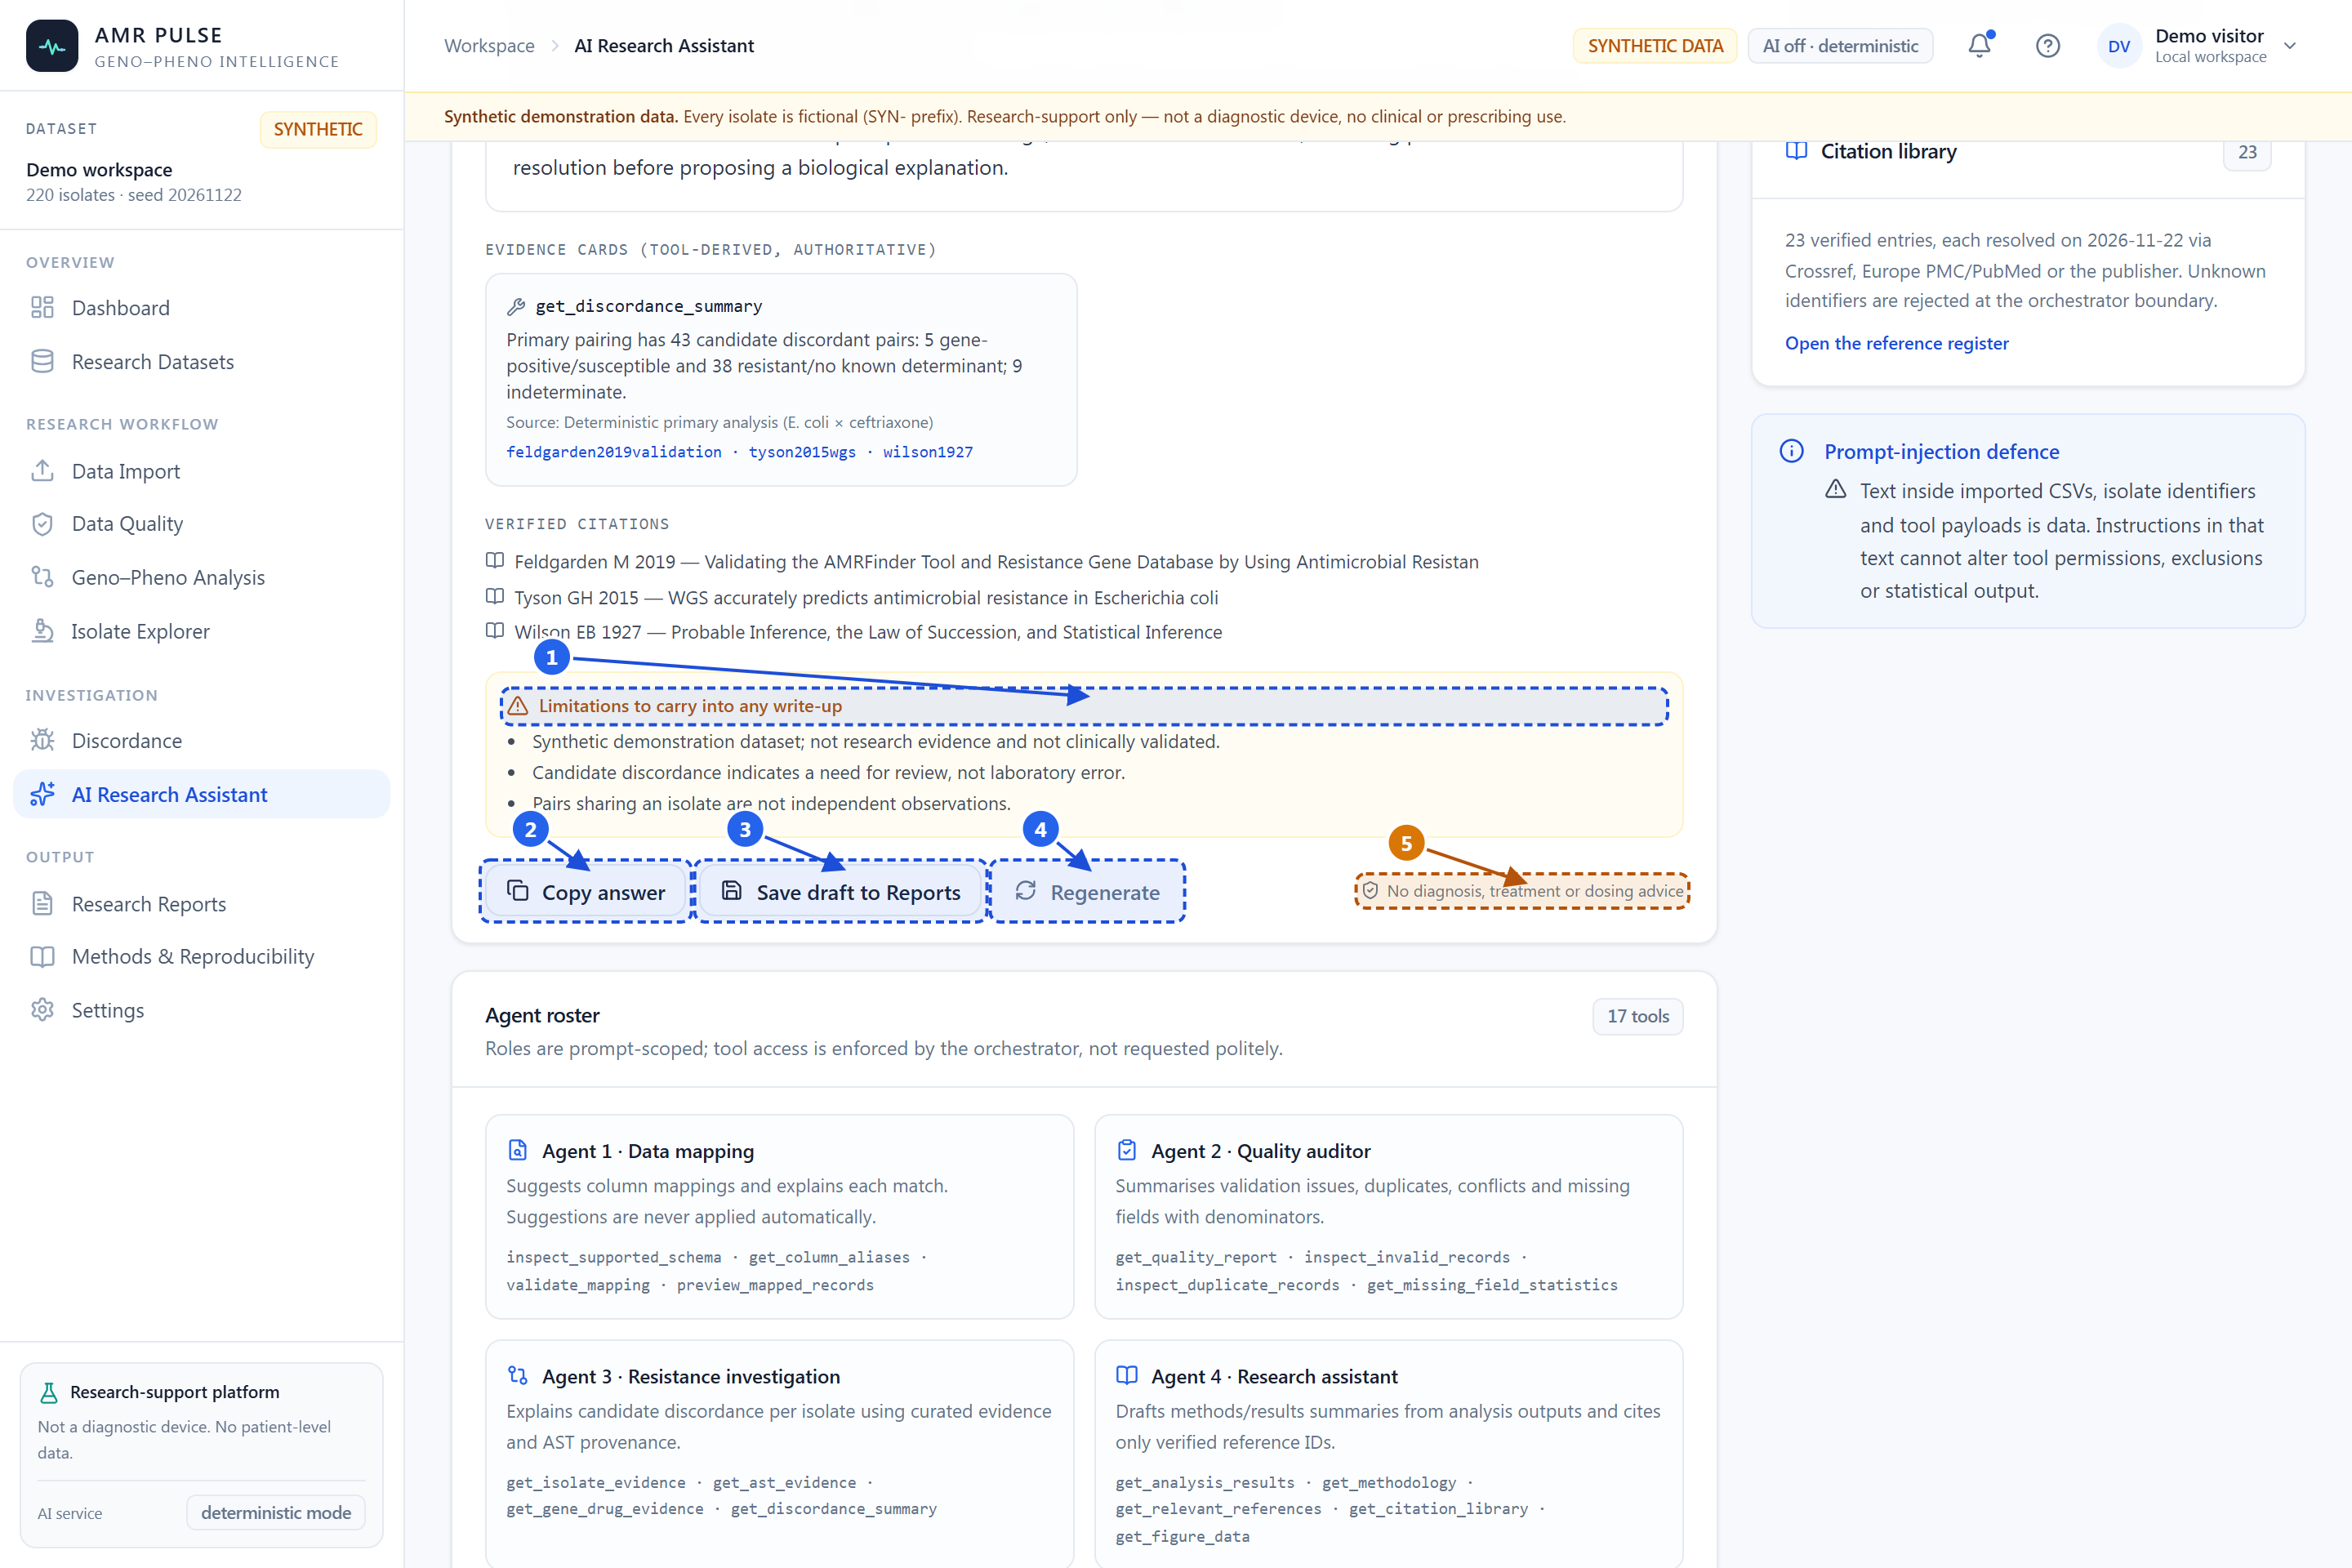 AMR PULSE
GENO–PHENO INTELLIGENCE
DATASET
SYNTHETIC
Demo workspace
220 isolates · seed 20261122
OVERVIEW
Dashboard
Research Datasets
RESEARCH WORKFLOW
Data Import
Data Quality
Geno–Pheno Analysis
Isolate Explorer
INVESTIGATION
Discordance
AI Research Assistant
OUTPUT
Research Reports
Methods & Reproducibility
Settings
Research-support platform
Not a diagnostic device. No patient-level
data.
AI service
deterministic mode
Workspace
AI Research Assistant
SYNTHETIC DATA
AI off · deterministic
DV
Demo visitor
Local workspace
Synthetic demonstration data. Every isolate is fictional (SYN- prefix). Research-support only — not a diagnostic device, no clinical or prescribing use.
resolution before proposing a biological explanation.
EVIDENCE CARDS (TOOL-DERIVED, AUTHORITATIVE)
get_discordance_summary
Primary pairing has 43 candidate discordant pairs: 5 gene-
positive/susceptible and 38 resistant/no known determinant; 9
indeterminate.
Source: Deterministic primary analysis (E. coli × ceftriaxone)
feldgarden2019validation · tyson2015wgs · wilson1927
VERIFIED CITATIONS
Feldgarden M 2019 — Validating the AMRFinder Tool and Resistance Gene Database by Using Antimicrobial Resistan
Tyson GH 2015 — WGS accurately predicts antimicrobial resistance in Escherichia coli
Wilson EB 1927 — Probable Inference, the Law of Succession, and Statistical Inference
1
Limitations to carry into any write-up
Synthetic demonstration dataset; not research evidence and not clinically validated.
Candidate discordance indicates a need for review, not laboratory error.
Pairs sharing an isolate are not independent observations.
2
3
4
5
Copy answer
Save draft to Reports
Regenerate
No diagnosis, treatment or dosing advice
Agent roster
17 tools
Roles are prompt-scoped; tool access is enforced by the orchestrator, not requested politely.
Agent 1 · Data mapping
Suggests column mappings and explains each match.
Suggestions are never applied automatically.
inspect_supported_schema · get_column_aliases ·
validate_mapping · preview_mapped_records
Agent 2 · Quality auditor
Summarises validation issues, duplicates, conflicts and missing
fields with denominators.
get_quality_report · inspect_invalid_records ·
inspect_duplicate_records · get_missing_field_statistics
Agent 3 · Resistance investigation
Explains candidate discordance per isolate using curated evidence
and AST provenance.
get_isolate_evidence · get_ast_evidence ·
get_gene_drug_evidence · get_discordance_summary
Agent 4 · Research assistant
Drafts methods/results summaries from analysis outputs and cites
only verified reference IDs.
get_analysis_results · get_methodology ·
get_relevant_references · get_citation_library ·
get_figure_data
Citation library
23
23 verified entries, each resolved on 2026-11-22 via
Crossref, Europe PMC/PubMed or the publisher. Unknown
identifiers are rejected at the orchestrator boundary.
Open the reference register
Prompt-injection defence
Text inside imported CSVs, isolate identifiers
and tool payloads is data. Instructions in that
text cannot alter tool permissions, exclusions
or statistical output.